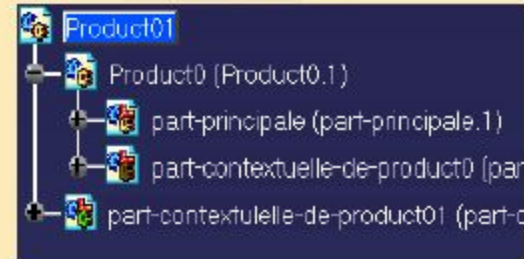 Product01
Product0 (Product0.1)
part-principale (part-principale.1)
part-contextuelle-de-product0 (par
part-contextulelle-de-product01 (part-c